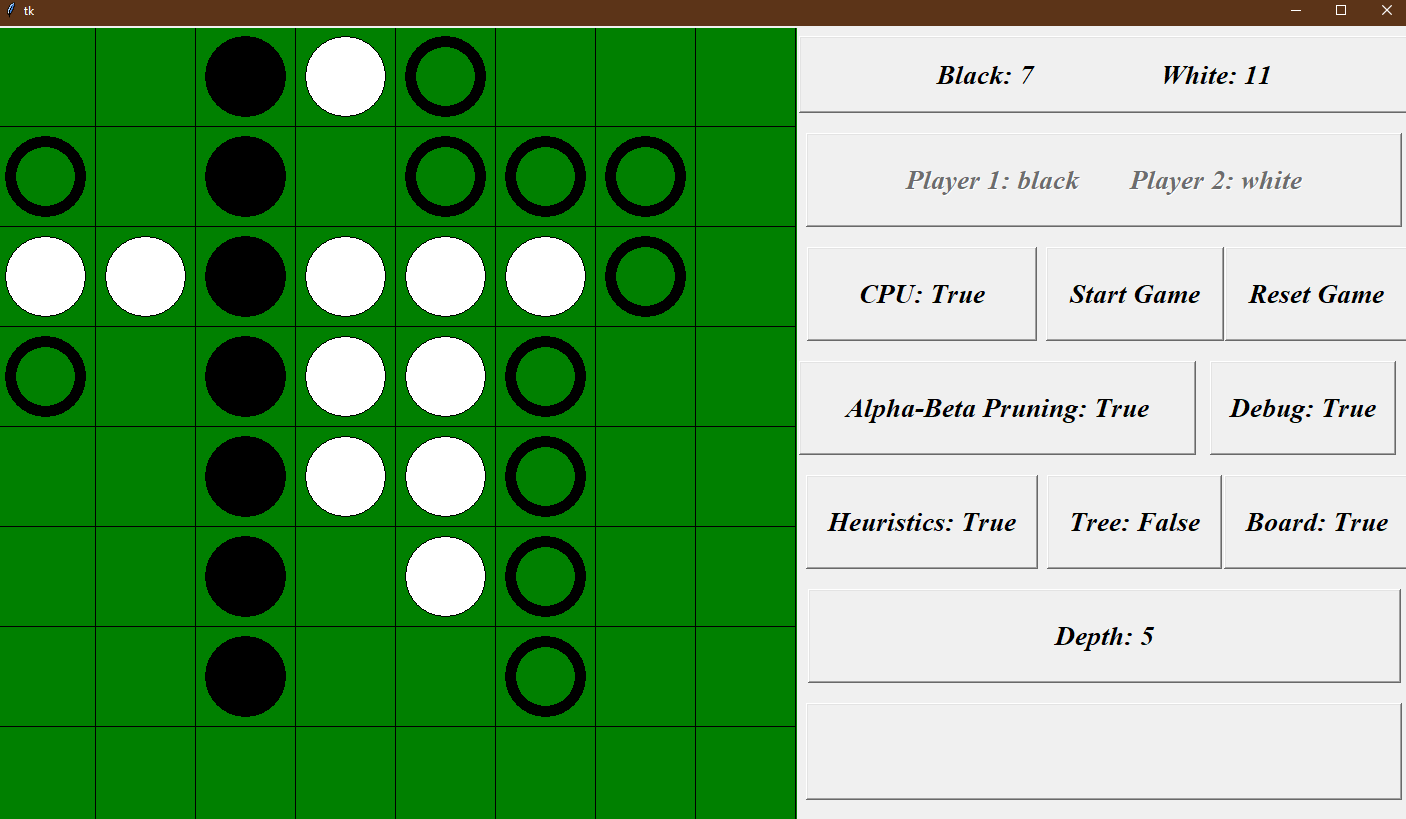 tk
Black: 7 White: 11
Player 1: black Player 2: white
CPU: True Start Game Reset Game
Alpha-Beta Pruning: True Debug: True
Heuristics: True Tree: False Board: True
Depth: 5